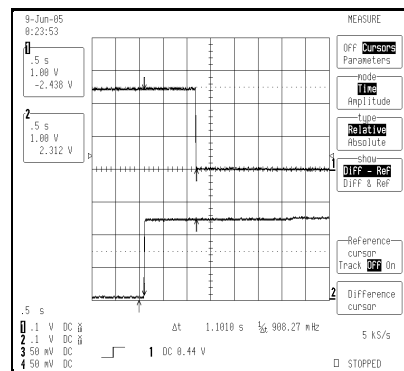 9-Jun-05
0:23:53
1
.5 s
1.00 V
-2.438 V
2
.5 s
1.00 V
2.312 V
1
2
MEASURE
Off Cursors
Parameters
mode
Time
Amplitude
type
Relative
Absolute
show
Diff - Ref
Diff & Ref
Reference
cursor
Track Off On
Difference
cursor
.5 s
1 .1 V DC
2 .1 V DC
3 50 mV DC
4 50 mV DC
Δt 1.1010 s 1/Δt 908.27 mHz
1 DC 0.44 V
5 kS/s
STOPPED